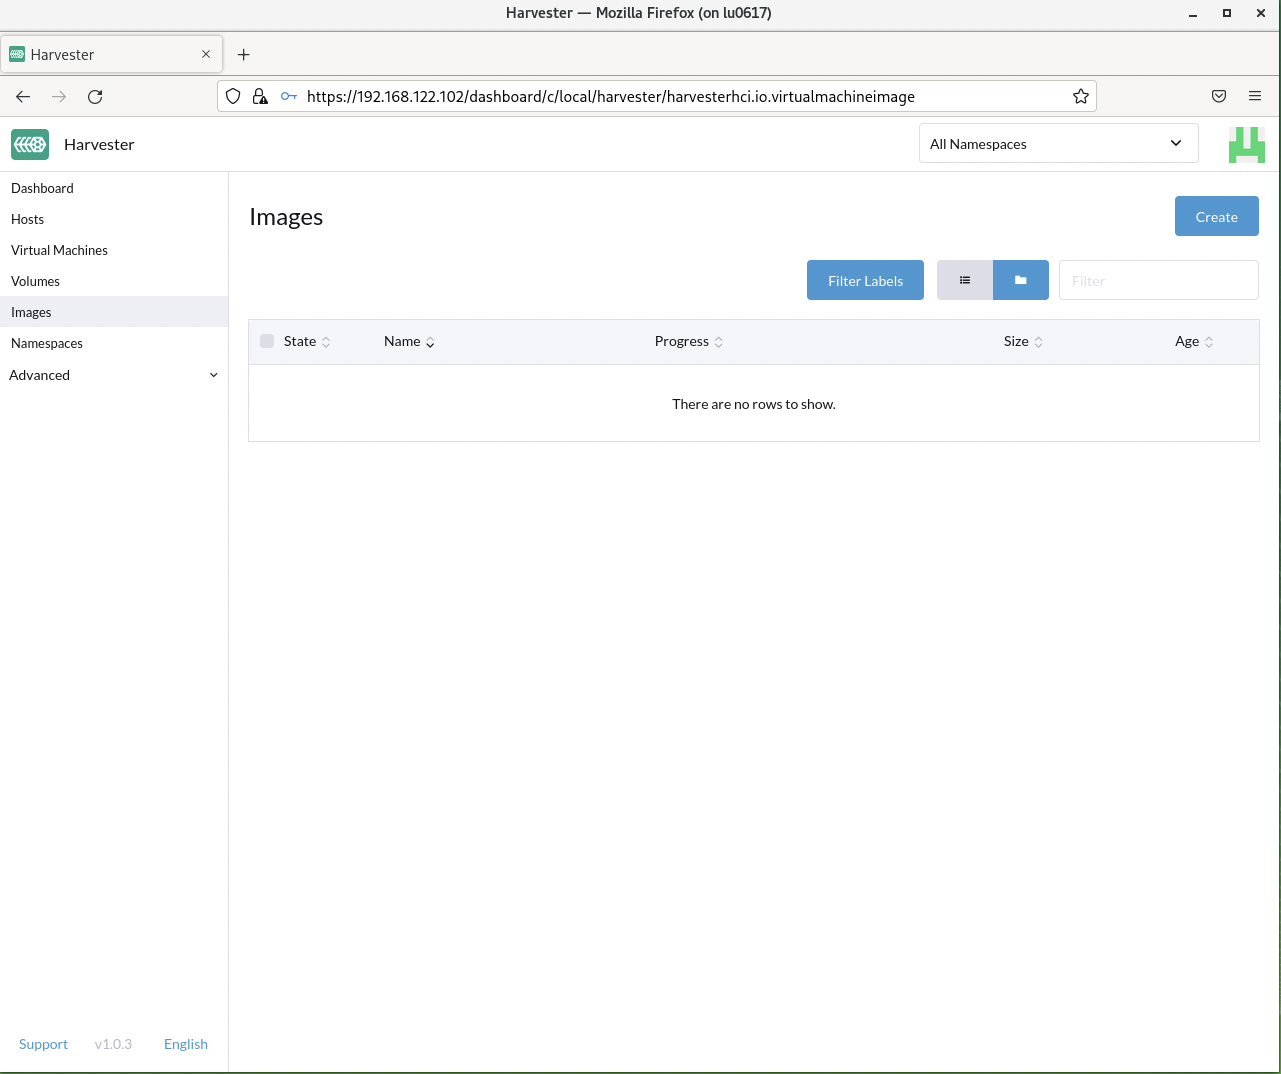 Harvester — Mozilla Firefox (on lu0617)
Harvester
https://192.168.122.102/dashboard/c/local/harvester/harvesterhci.io.virtualmachineimage
Harvester
All Namespaces
Dashboard
Hosts
Virtual Machines
Volumes
Images
Namespaces
Advanced
Images
Create
Filter Labels
Filter
State Name Progress Size Age
There are no rows to show.
Support v1.0.3 English